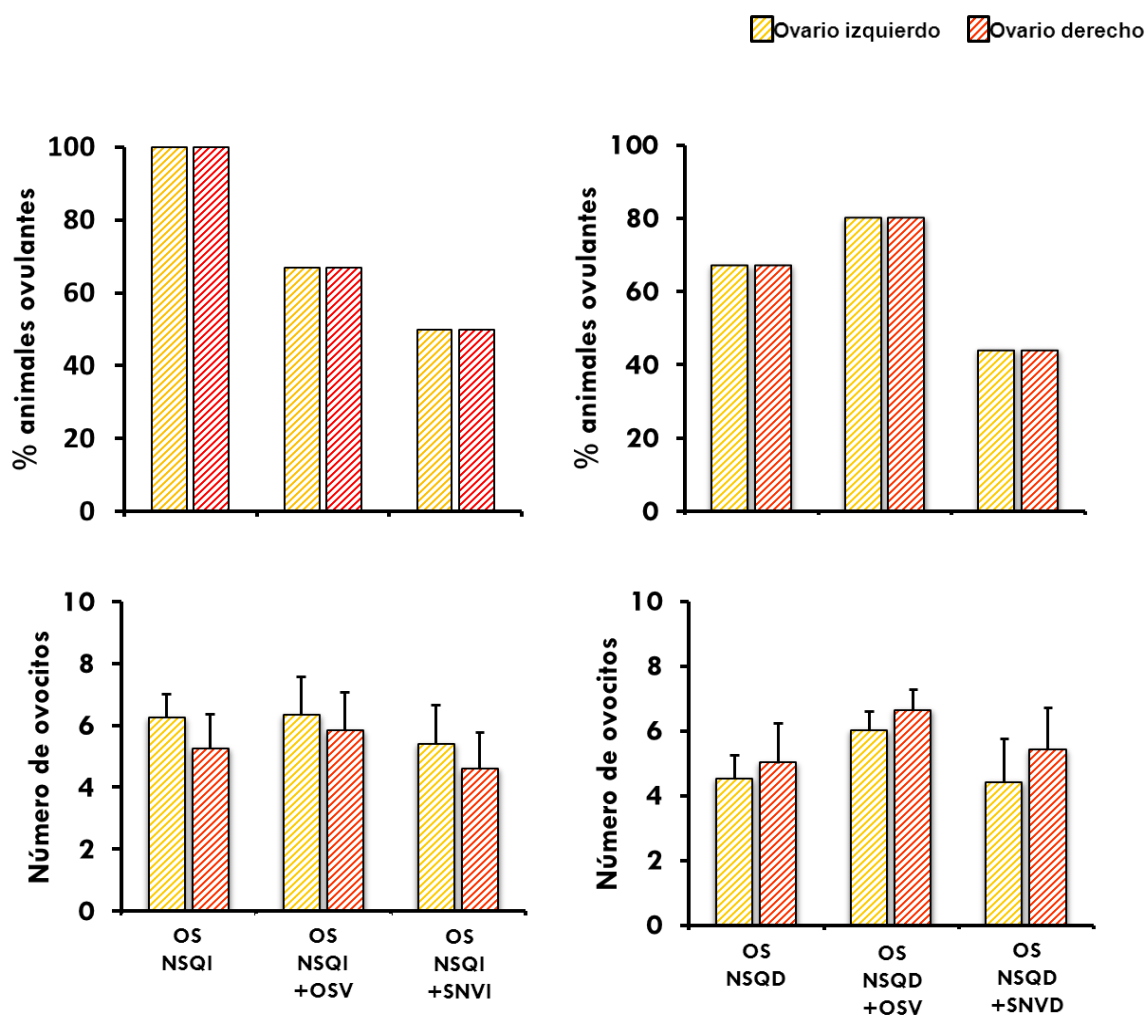 Ovario izquierdo
Ovario derecho
% animales ovulantes
100
80
60
40
20
0
% animales ovulantes
100
80
60
40
20
0
Número de ovocitos
10
8
6
4
2
0
OS
NSQI
OS
NSQI
+OSV
OS
NSQI
+SNVI
Número de ovocitos
10
8
6
4
2
0
OS
NSQD
OS
NSQD
+OSV
OS
NSQD
+SNVD